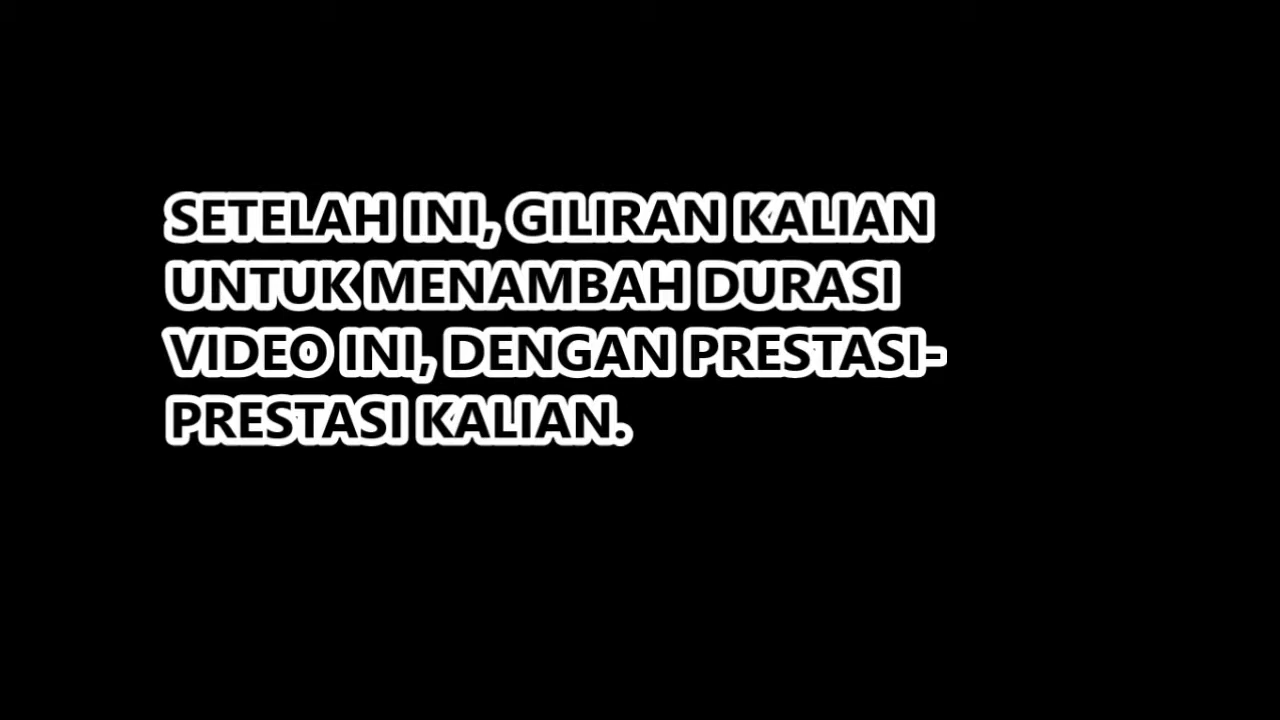 SETELAH INI, GILIRAN KALIAN
UNTUK MENAMBAH DURASI
VIDEO INI, DENGAN PRESTASI-
PRESTASI KALIAN.